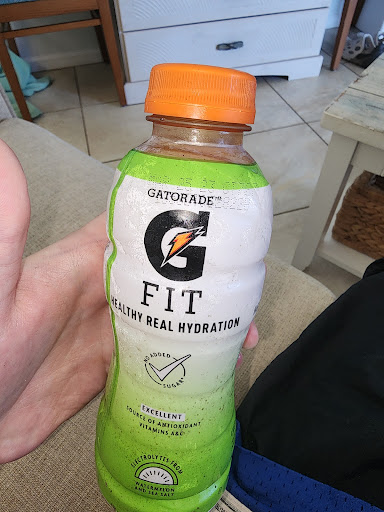 GATORADE
G
FIT
HEALTHY REAL HYDRATION
NO ADDED
SUGAR
EXCELLENT
SOURCE OF ANTIOXIDANT
VITAMINS A&C
ELECTROLYTES FROM
WATERMELON
AND SEA SALT